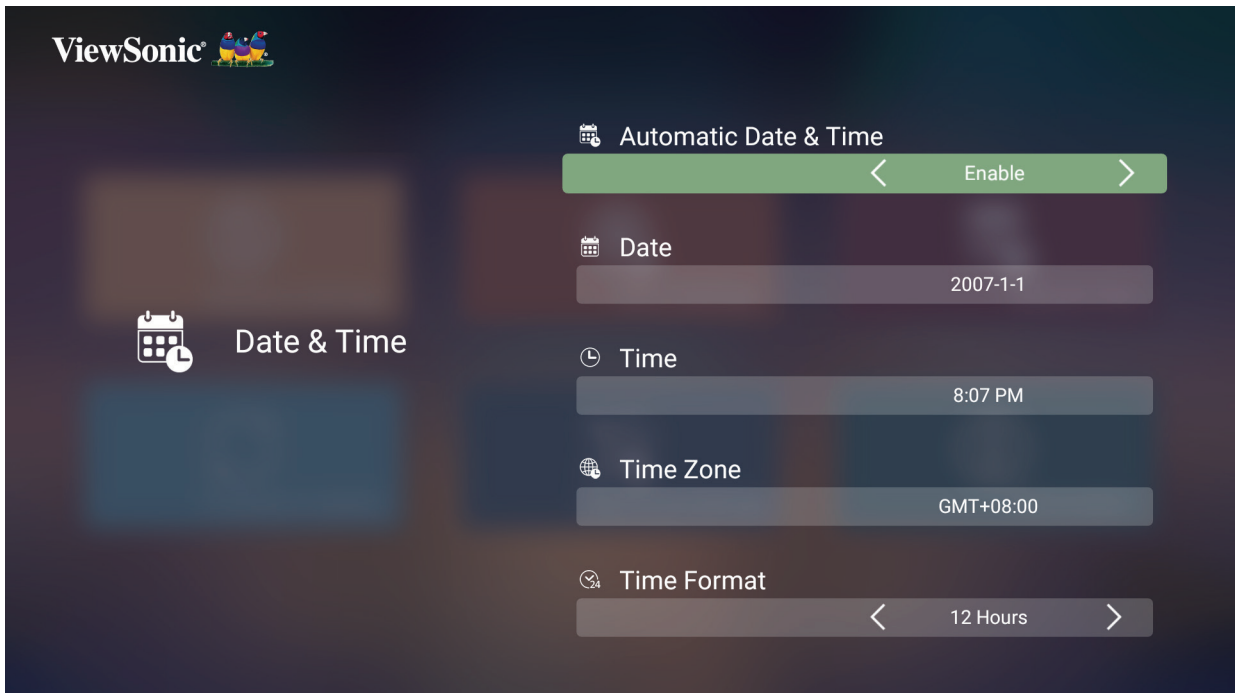 ViewSonic
Automatic Date & Time
Enable
Date
2007-1-1
Date & Time
Time
8:07 PM
Time Zone
GMT+08:00
Time Format
12 Hours